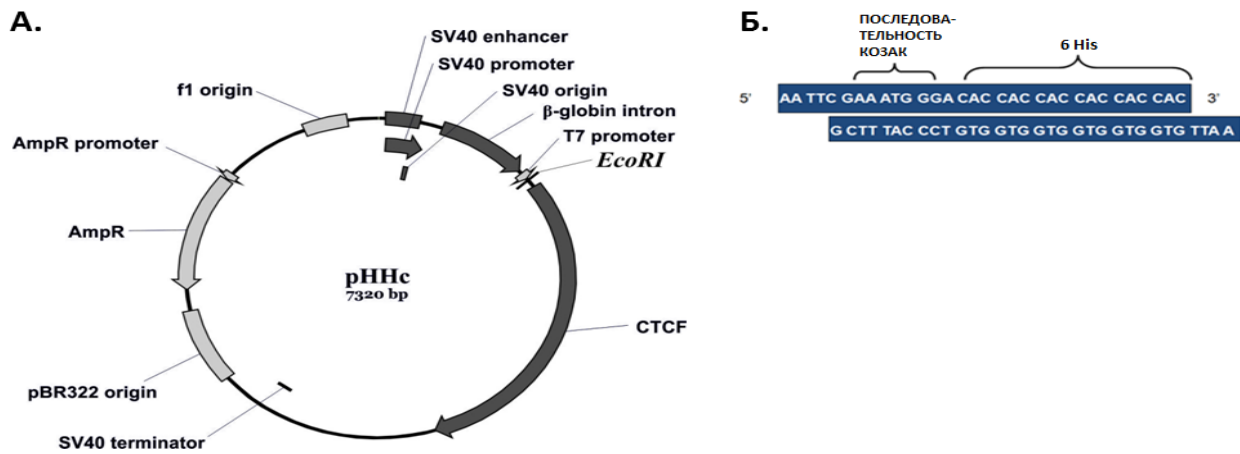 А.
SV40 enhancer
SV40 promoter
SV40 origin
β-globin intron
T7 promoter
EcoRI
f1 origin
AmpR promoter
AmpR
pHHc
7320 bp
CTCF
pBR322 origin
SV40 terminator
Б.
ПОСЛЕДОВА-
ТЕЛЬНОСТЬ
КОЗАК
6 His
5' AA TTC GAA ATG GGA CAC CAC CAC CAC CAC CAC 3'
G CTT TAC CCT GTG GTG GTG GTG GTG GTG TTA A